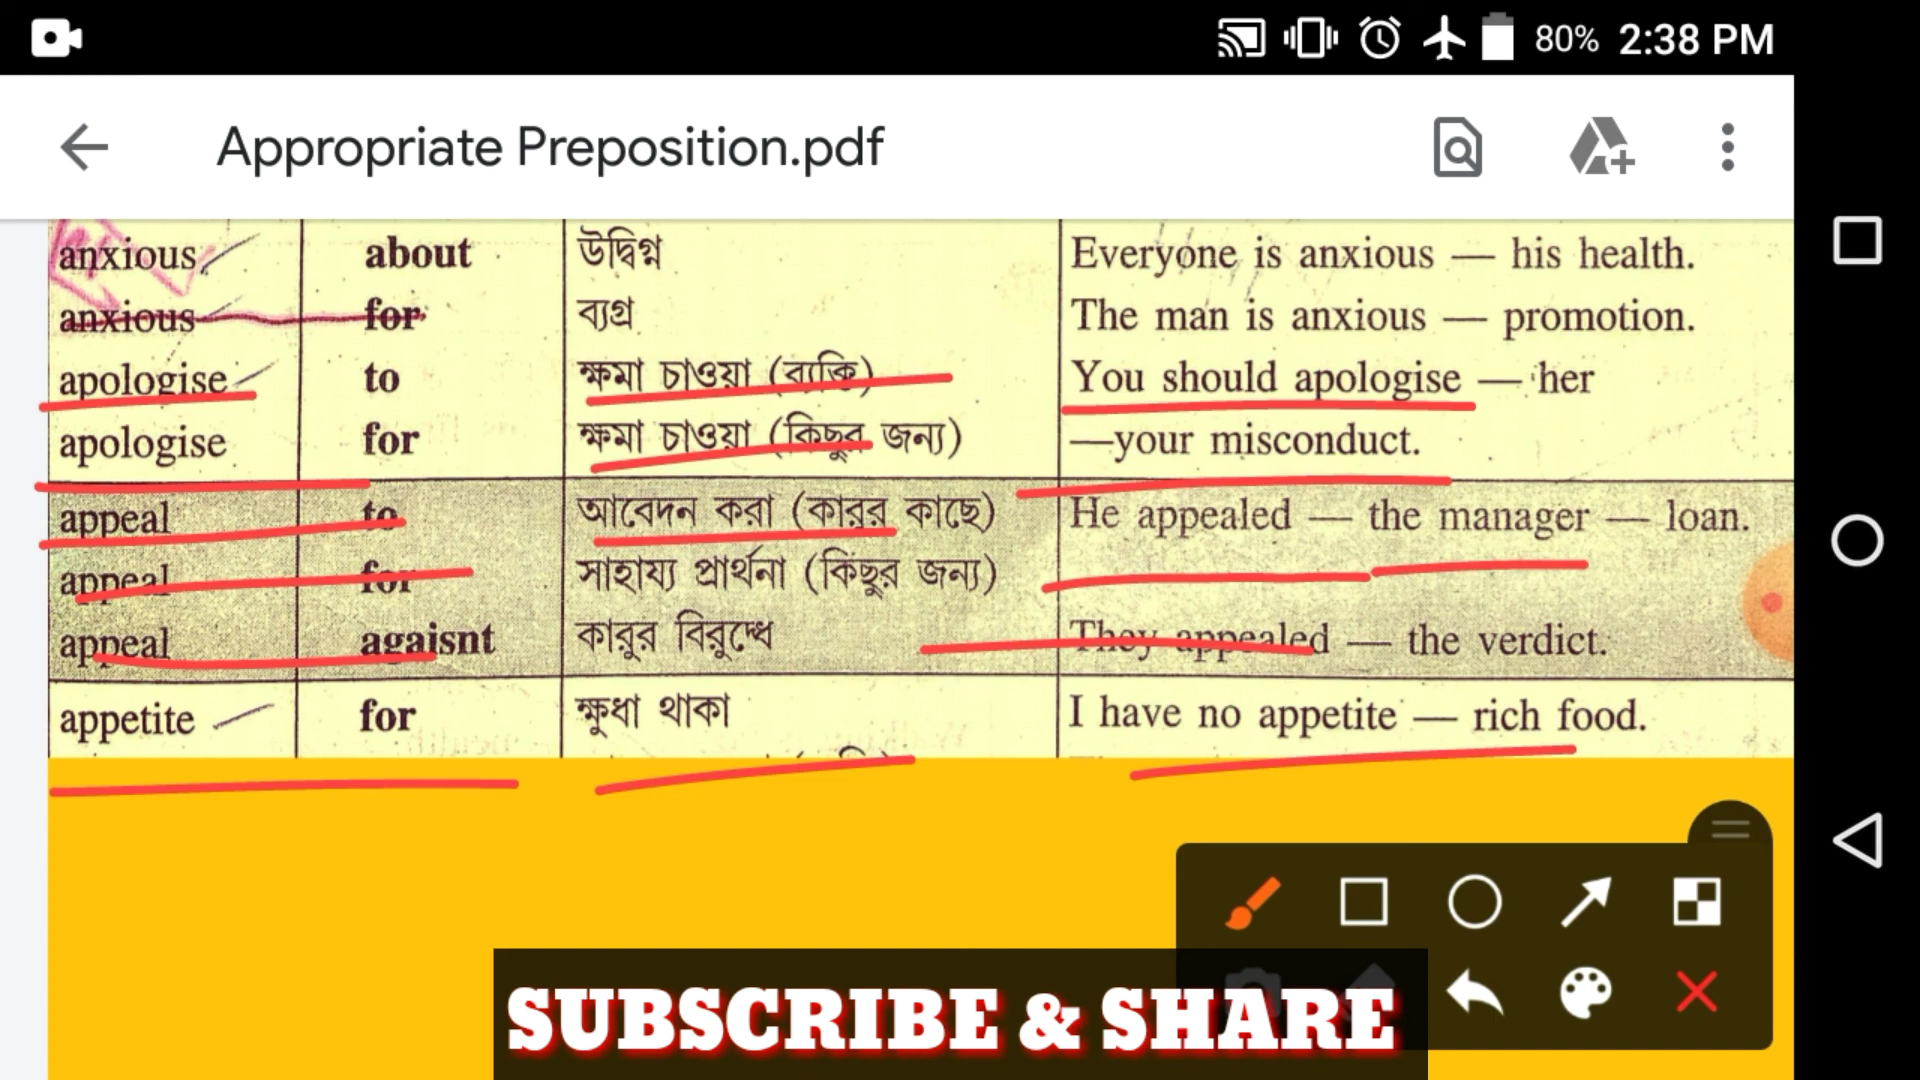 80% 2:38 PM
Appropriate Preposition.pdf
anxious about উদ্বিগ্ন Everyone is anxious — his health.
anxious for ব্যগ্র The man is anxious — promotion.
apologise to ক্ষমা চাওয়া (ব্যক্তি) You should apologise — her
apologise for ক্ষমা চাওয়া (কিছুর জন্য) —your misconduct.
appeal to আবেদন করা (কারুর কাছে) He appealed — the manager — loan.
appeal for সাহায্য প্রার্থনা (কিছুর জন্য)
appeal agaisnt কারুর বিরুদ্ধে They appealed — the verdict.
appetite for ক্ষুধা থাকা I have no appetite — rich food.
SUBSCRIBE & SHARE